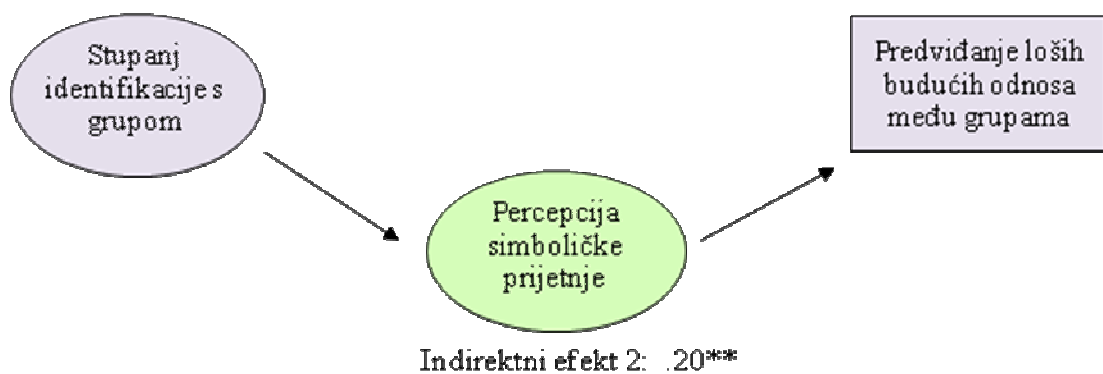 Stupanj
identifikacije s
grupom
Predviđanje loših
budućih odnosa
među grupama
Percepcija
simboličke
prijetnje
Indirektni efekt 2: .20**